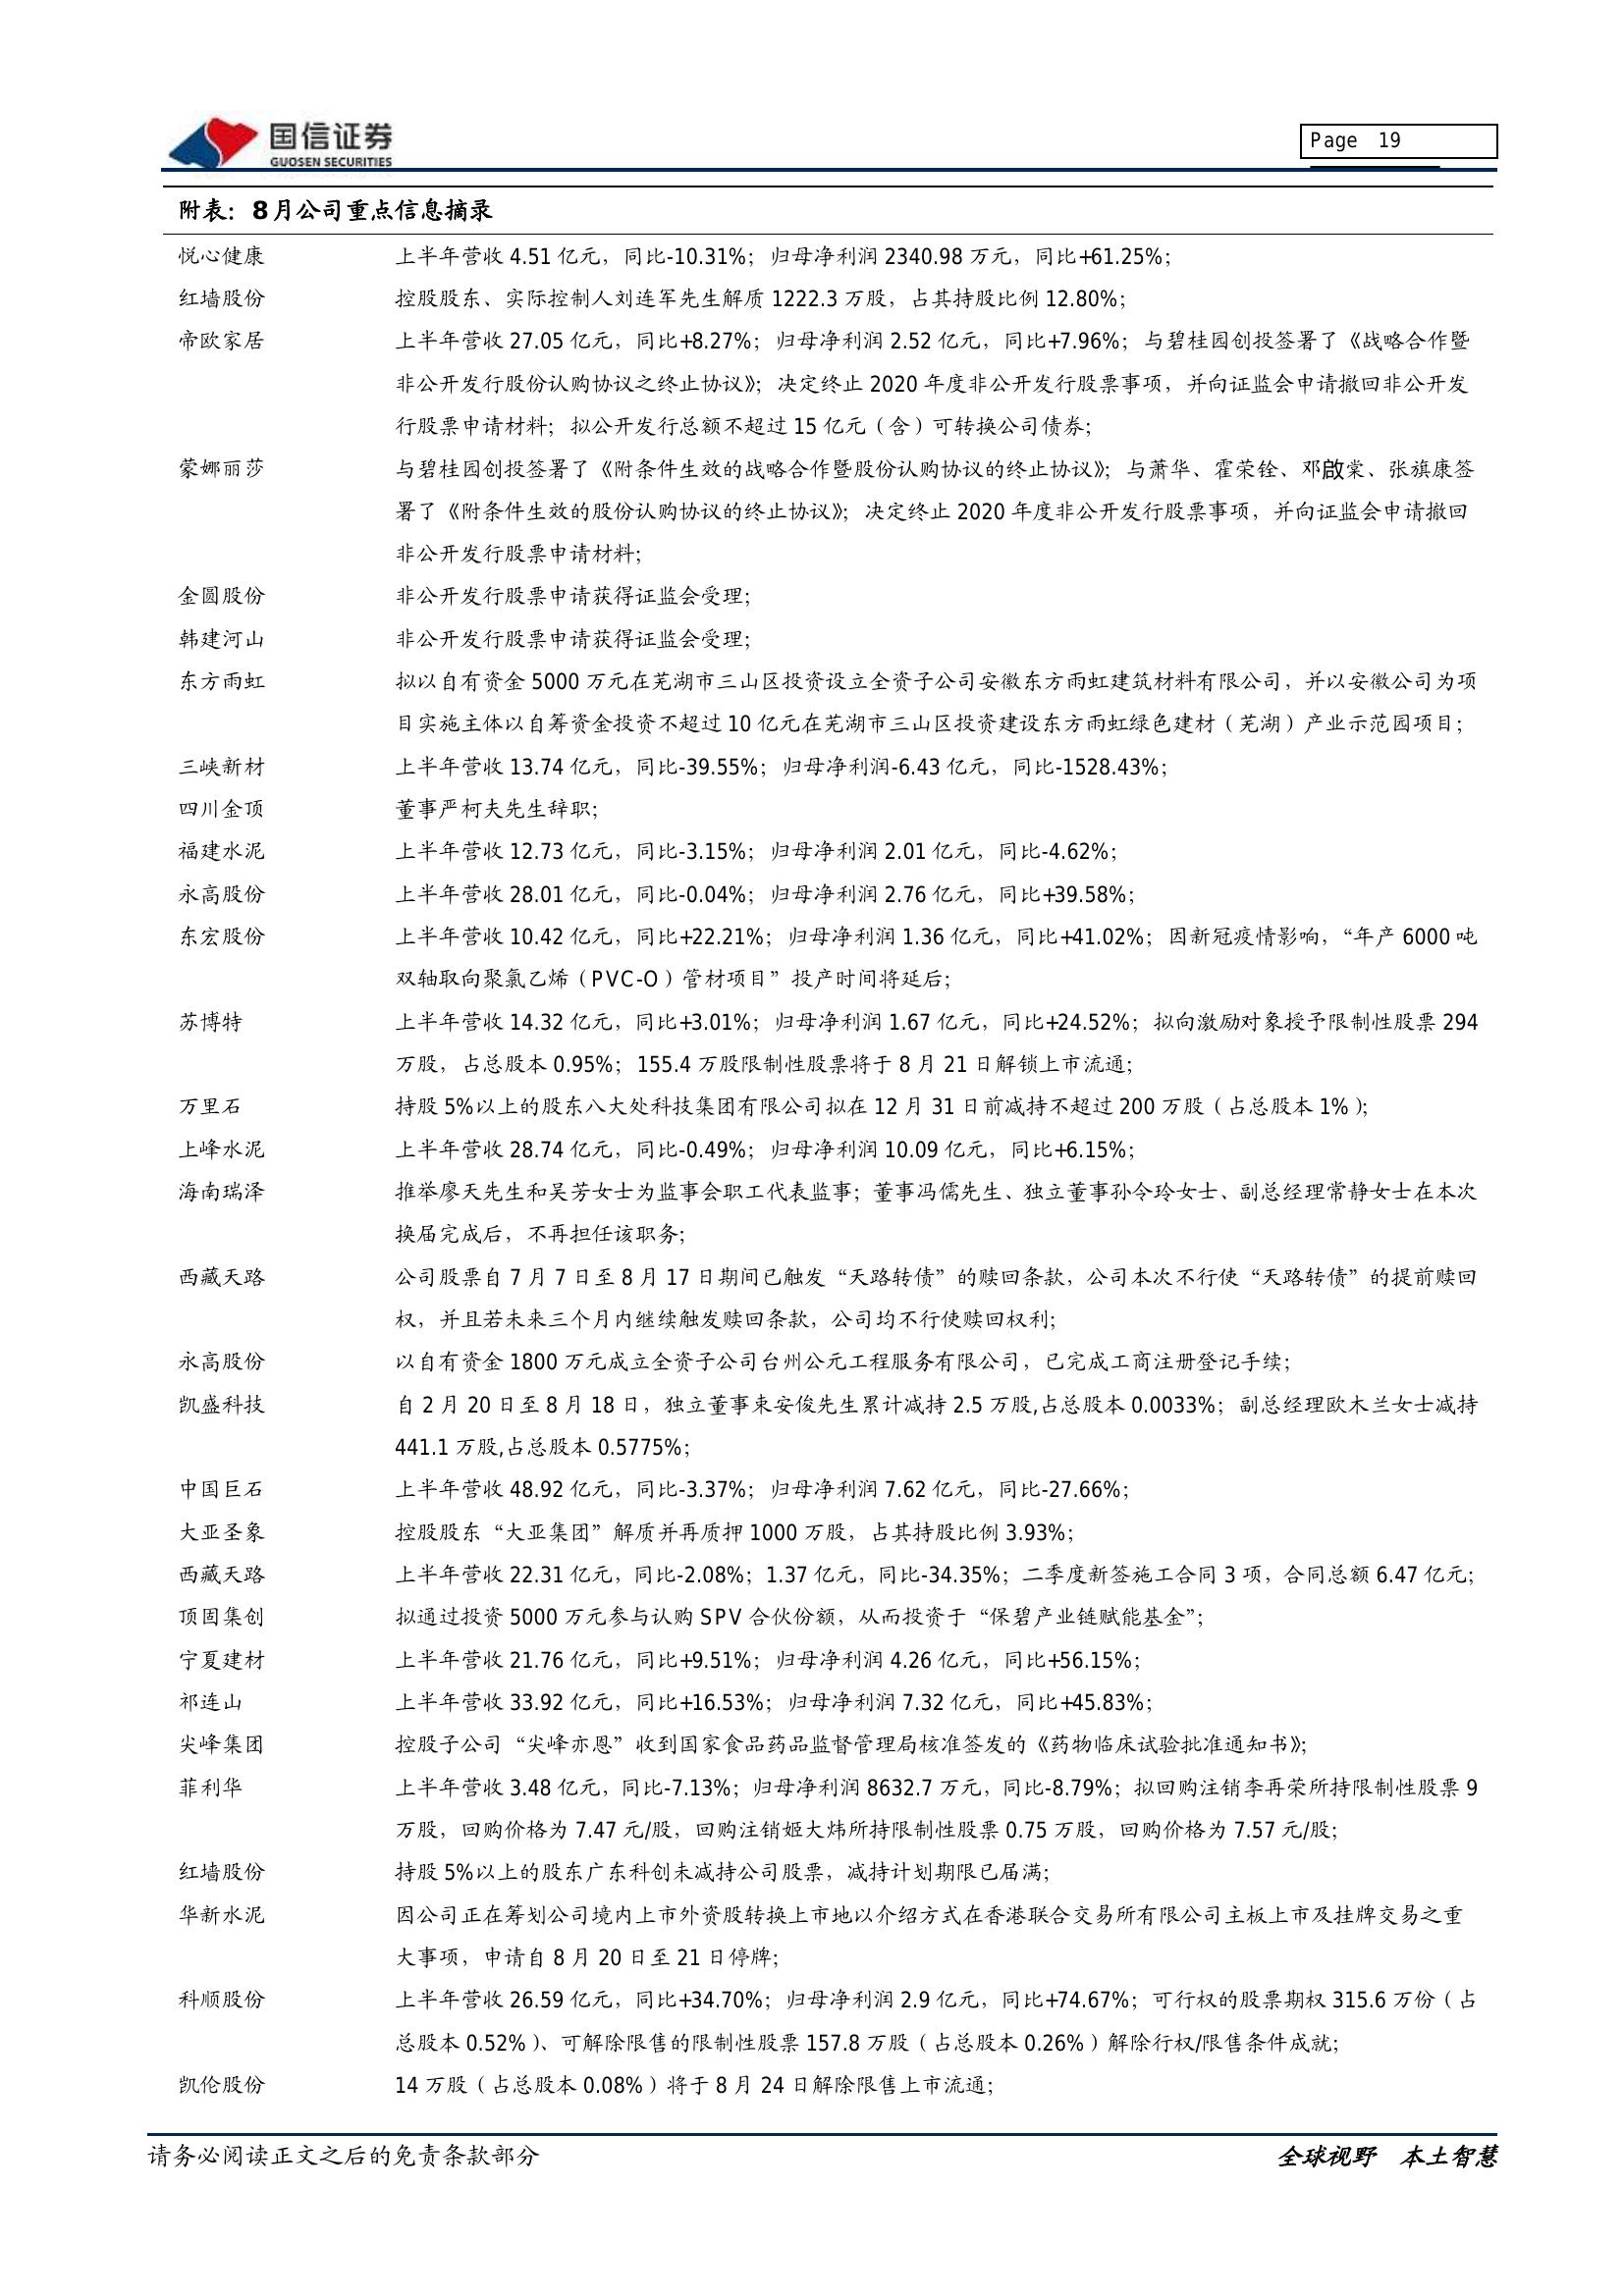 国信证券
GUOSEN SECURITIES
Page 19
附表：8月公司重点信息摘录
悦心健康 上半年营收 4.51 亿元，同比-10.31%；归母净利润 2340.98 万元，同比+61.25%；
红墙股份 控股股东、实际控制人刘连军先生解质 1222.3 万股，占其持股比例 12.80%；
帝欧家居 上半年营收 27.05 亿元，同比+8.27%；归母净利润 2.52 亿元，同比+7.96%；与碧桂园创投签署了《战略合作暨
非公开发行股份认购协议之终止协议》；决定终止 2020 年度非公开发行股票事项，并向证监会申请撤回非公开发
行股票申请材料；拟公开发行总额不超过 15 亿元（含）可转换公司债券；
蒙娜丽莎 与碧桂园创投签署了《附条件生效的战略合作暨股份认购协议的终止协议》；与萧华、霍荣铨、邓啟棠、张旗康签
署了《附条件生效的股份认购协议的终止协议》；决定终止 2020 年度非公开发行股票事项，并向证监会申请撤回
非公开发行股票申请材料；
金圆股份 非公开发行股票申请获得证监会受理；
韩建河山 非公开发行股票申请获得证监会受理；
东方雨虹 拟以自有资金 5000 万元在芜湖市三山区投资设立全资子公司安徽东方雨虹建筑材料有限公司，并以安徽公司为项
目实施主体以自筹资金投资不超过 10 亿元在芜湖市三山区投资建设东方雨虹绿色建材（芜湖）产业示范园项目；
三峡新材 上半年营收 13.74 亿元，同比-39.55%；归母净利润-6.43 亿元，同比-1528.43%；
四川金顶 董事严柯夫先生辞职；
福建水泥 上半年营收 12.73 亿元，同比-3.15%；归母净利润 2.01 亿元，同比-4.62%；
永高股份 上半年营收 28.01 亿元，同比-0.04%；归母净利润 2.76 亿元，同比+39.58%；
东宏股份 上半年营收 10.42 亿元，同比+22.21%；归母净利润 1.36 亿元，同比+41.02%；因新冠疫情影响，“年产 6000 吨
双轴取向聚氯乙烯（PVC-O）管材项目”投产时间将延后；
苏博特 上半年营收 14.32 亿元，同比+3.01%；归母净利润 1.67 亿元，同比+24.52%；拟向激励对象授予限制性股票 294
万股，占总股本 0.95%；155.4 万股限制性股票将于 8 月 21 日解锁上市流通；
万里石 持股 5%以上的股东八大处科技集团有限公司拟在 12 月 31 日前减持不超过 200 万股（占总股本 1%）；
上峰水泥 上半年营收 28.74 亿元，同比-0.49%；归母净利润 10.09 亿元，同比+6.15%；
海南瑞泽 推举廖天先生和吴芳女士为监事会职工代表监事；董事冯儒先生、独立董事孙令玲女士、副总经理常静女士在本次
换届完成后，不再担任该职务；
西藏天路 公司股票自 7 月 7 日至 8 月 17 日期间已触发“天路转债”的赎回条款，公司本次不行使“天路转债”的提前赎回
权，并且若未来三个月内继续触发赎回条款，公司均不行使赎回权利；
永高股份 以自有资金 1800 万元成立全资子公司台州公元工程服务有限公司，已完成工商注册登记手续；
凯盛科技 自 2 月 20 日至 8 月 18 日，独立董事束安俊先生累计减持 2.5 万股,占总股本 0.0033%；副总经理欧木兰女士减持
441.1 万股,占总股本 0.5775%；
中国巨石 上半年营收 48.92 亿元，同比-3.37%；归母净利润 7.62 亿元，同比-27.66%；
大亚圣象 控股股东“大亚集团”解质并再质押 1000 万股，占其持股比例 3.93%；
西藏天路 上半年营收 22.31 亿元，同比-2.08%；1.37 亿元，同比-34.35%；二季度新签施工合同 3 项，合同总额 6.47 亿元；
顶固集创 拟通过投资 5000 万元参与认购 SPV 合伙份额，从而投资于“保碧产业链赋能基金”；
宁夏建材 上半年营收 21.76 亿元，同比+9.51%；归母净利润 4.26 亿元，同比+56.15%；
祁连山 上半年营收 33.92 亿元，同比+16.53%；归母净利润 7.32 亿元，同比+45.83%；
尖峰集团 控股子公司“尖峰亦恩”收到国家食品药品监督管理局核准签发的《药物临床试验批准通知书》；
菲利华 上半年营收 3.48 亿元，同比-7.13%；归母净利润 8632.7 万元，同比-8.79%；拟回购注销李再荣所持限制性股票 9
万股，回购价格为 7.47 元/股，回购注销姬大炜所持限制性股票 0.75 万股，回购价格为 7.57 元/股；
红墙股份 持股 5%以上的股东广东科创未减持公司股票，减持计划期限已届满；
华新水泥 因公司正在筹划公司境内上市外资股转换上市地以介绍方式在香港联合交易所有限公司主板上市及挂牌交易之重
大事项，申请自 8 月 20 日至 21 日停牌；
科顺股份 上半年营收 26.59 亿元，同比+34.70%；归母净利润 2.9 亿元，同比+74.67%；可行权的股票期权 315.6 万份（占
总股本 0.52%）、可解除限售的限制性股票 157.8 万股（占总股本 0.26%）解除行权/限售条件成就；
凯伦股份 14 万股（占总股本 0.08%）将于 8 月 24 日解除限售上市流通；
请务必阅读正文之后的免责条款部分 全球视野 本土智慧